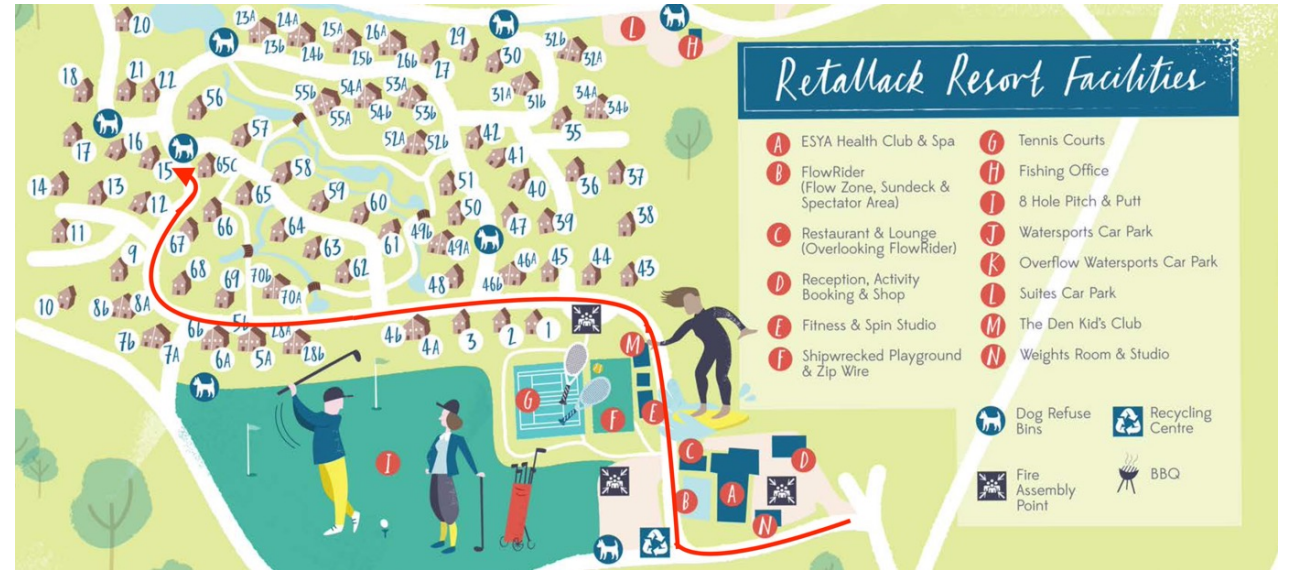 20 23A 24A 25A 26A 29 32b L
23b 24b 25b 26b 27 30 32A H
18 21 22 56 55b 54A 53A 31A 31b 34A
55A 54b 53b 34b
17 16 57 52A 52b 42 35
15 65C 58 41
14 13 65 59 51 40 36 37
12 66 60 50
11 67 64 61 49b 47 39 38
9 63 49A
68 69 70b 62 48 46A 45 44 43
10 8b 8A 70A 46b
7b 6b 5b 28A 4b 3 2 1
7A 6A 5A 28b 4A M
G F E
I C D
B A
N
Retallack Resort Facilities
A ESYA Health Club & Spa
B FlowRider
(Flow Zone, Sundeck &
Spectator Area)
C Restaurant & Lounge
(Overlooking FlowRider)
D Reception, Activity
Booking & Shop
E Fitness & Spin Studio
F Shipwrecked Playground
& Zip Wire
G Tennis Courts
H Fishing Office
I 8 Hole Pitch & Putt
J Watersports Car Park
K Overflow Watersports Car Park
L Suites Car Park
M The Den Kid's Club
N Weights Room & Studio
Dog Refuse
Bins
Recycling
Centre
Fire
Assembly
Point
BBQ